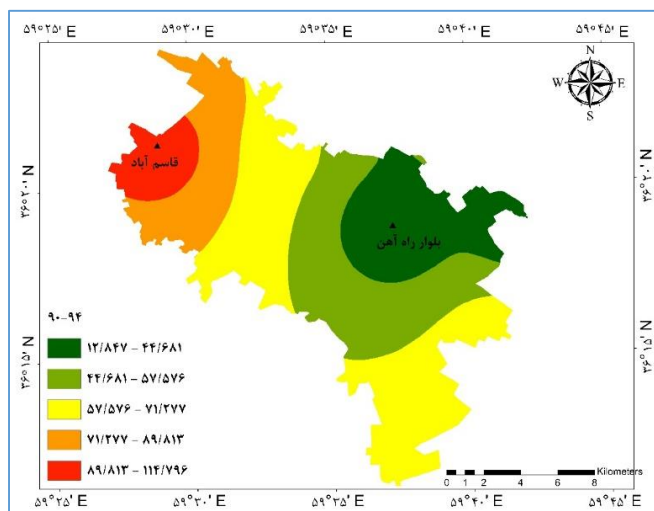 ۵۹°۲۵' E ۵۹°۳۰' E ۵۹°۳۵' E ۵۹°۴۰' E ۵۹°۴۵' E
N
W E
S
قاسم آباد
بلوار راه آهن
۳۶°۲۰' N ۳۶°۲۰' N
۳۶°۱۵' N ۳۶°۱۵' N
۹۰-۹۴
۱۲/۸۴۷ - ۴۴/۶۸۱
۴۴/۶۸۱ - ۵۷/۵۷۶
۵۷/۵۷۶ - ۷۱/۲۷۷
۷۱/۲۷۷ - ۸۹/۸۱۳
۸۹/۸۱۳ - ۱۱۴/۷۹۶
Kilometers
0 1 2 4 6 8
۵۹°۲۵' E ۵۹°۳۰' E ۵۹°۳۵' E ۵۹°۴۰' E ۵۹°۴۵' E